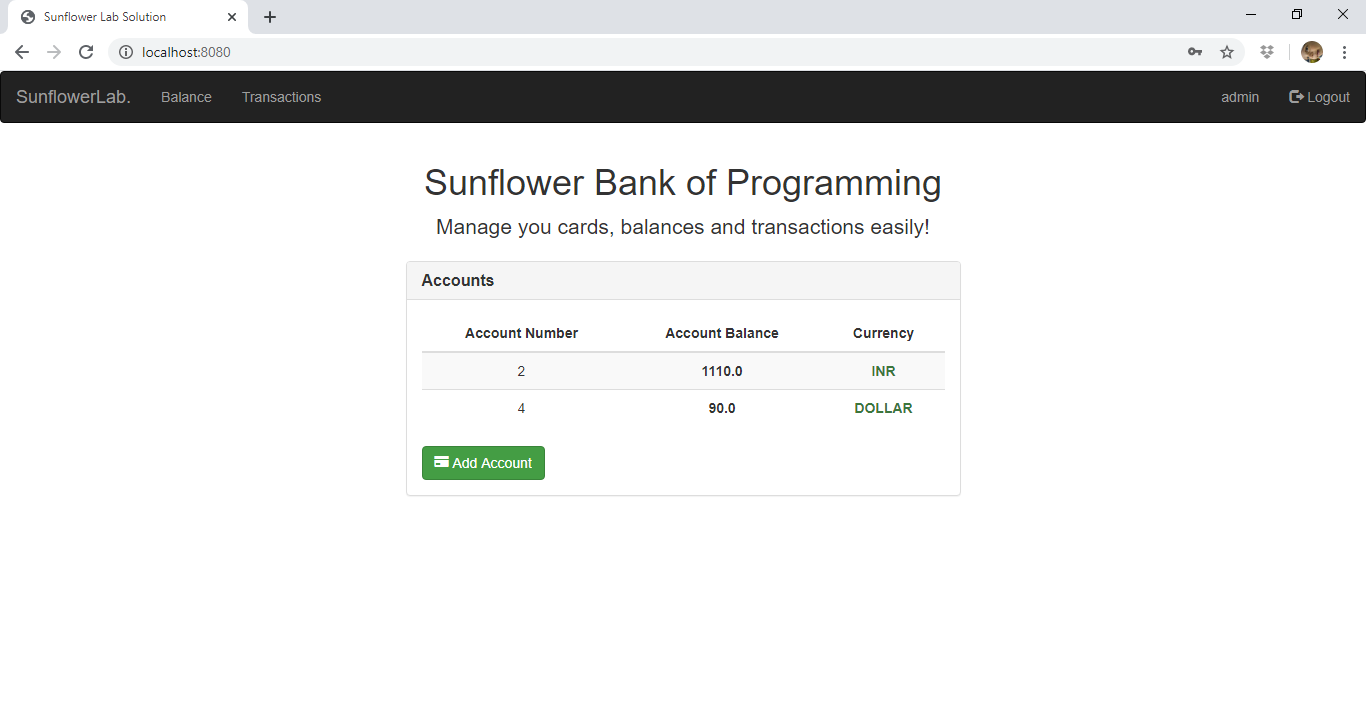 Sunflower Lab Solution
localhost:8080
SunflowerLab. Balance Transactions admin Logout
Sunflower Bank of Programming
Manage you cards, balances and transactions easily!
Accounts
Account Number Account Balance Currency
2 1110.0 INR
4 90.0 DOLLAR
Add Account